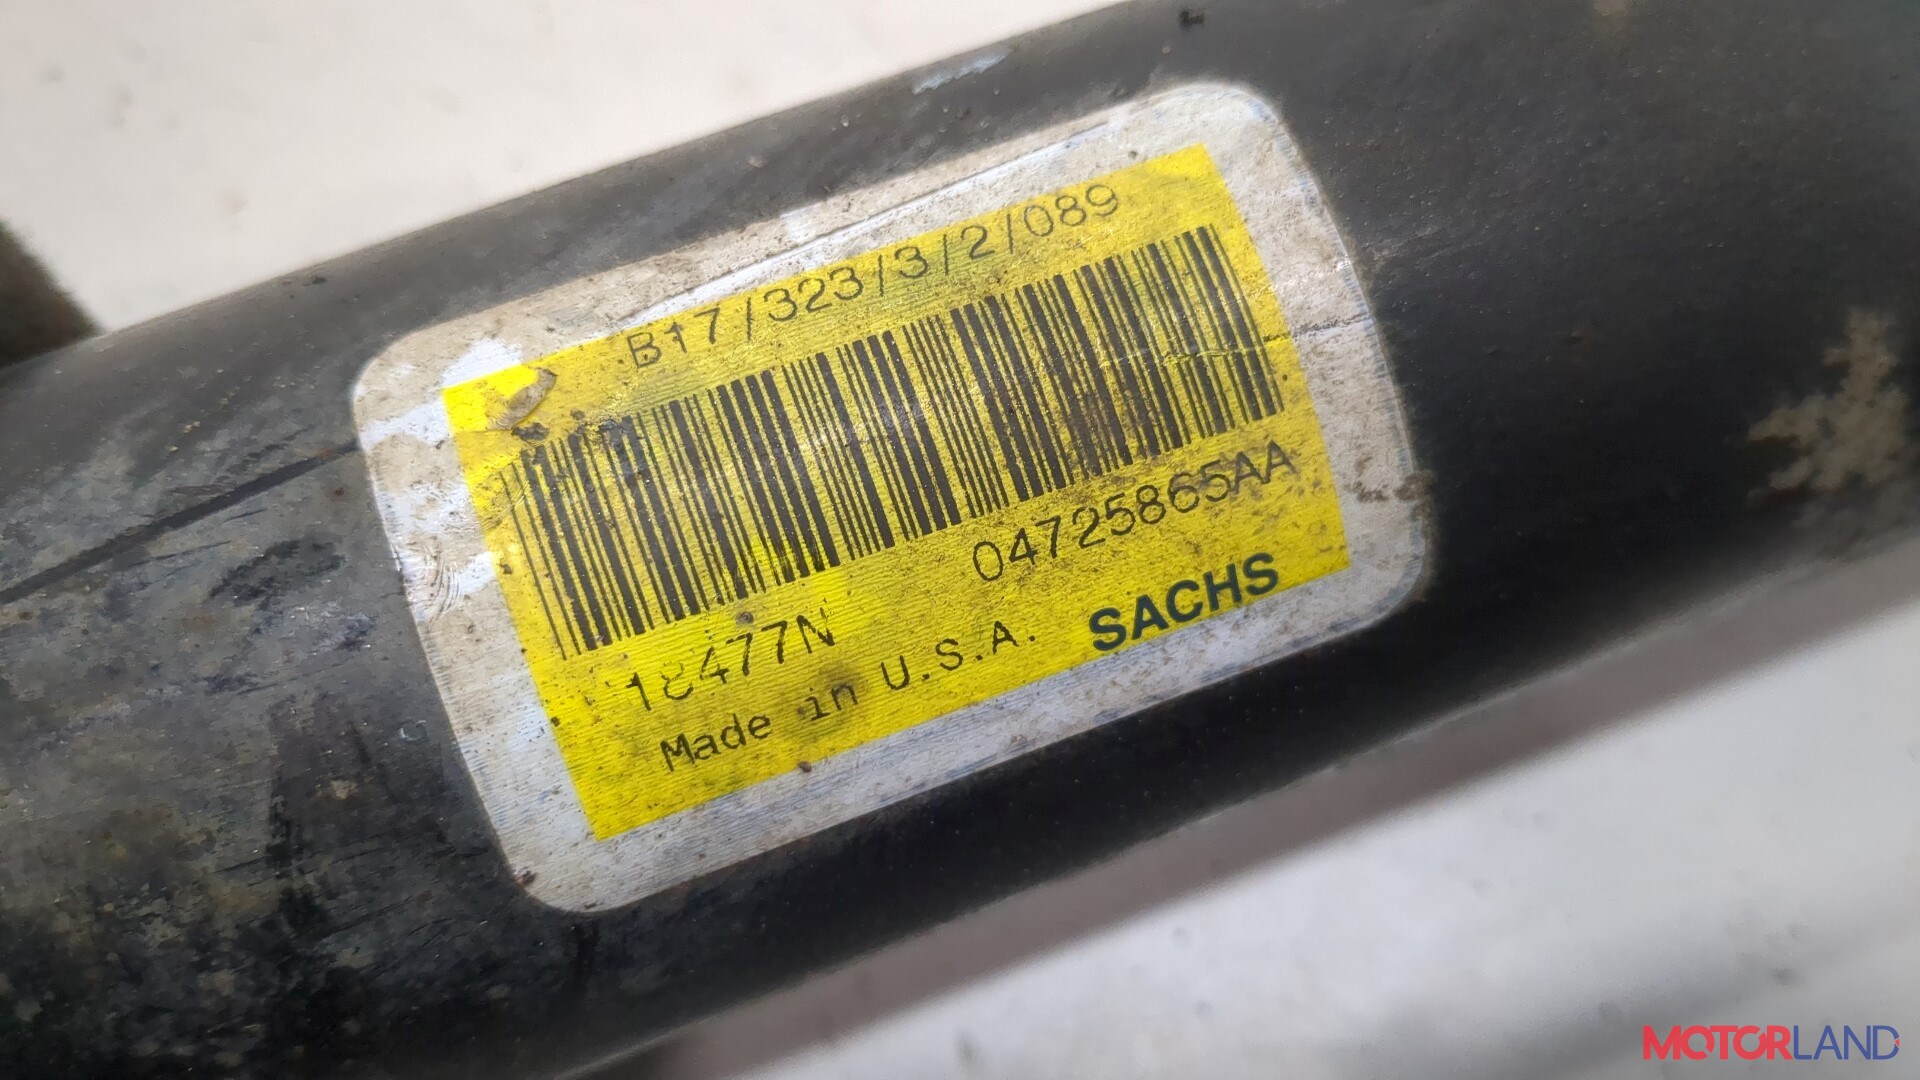 B17/323/3/2/089
04725865AA
18477N
Made in U.S.A.
SACHS
MOTORLAND